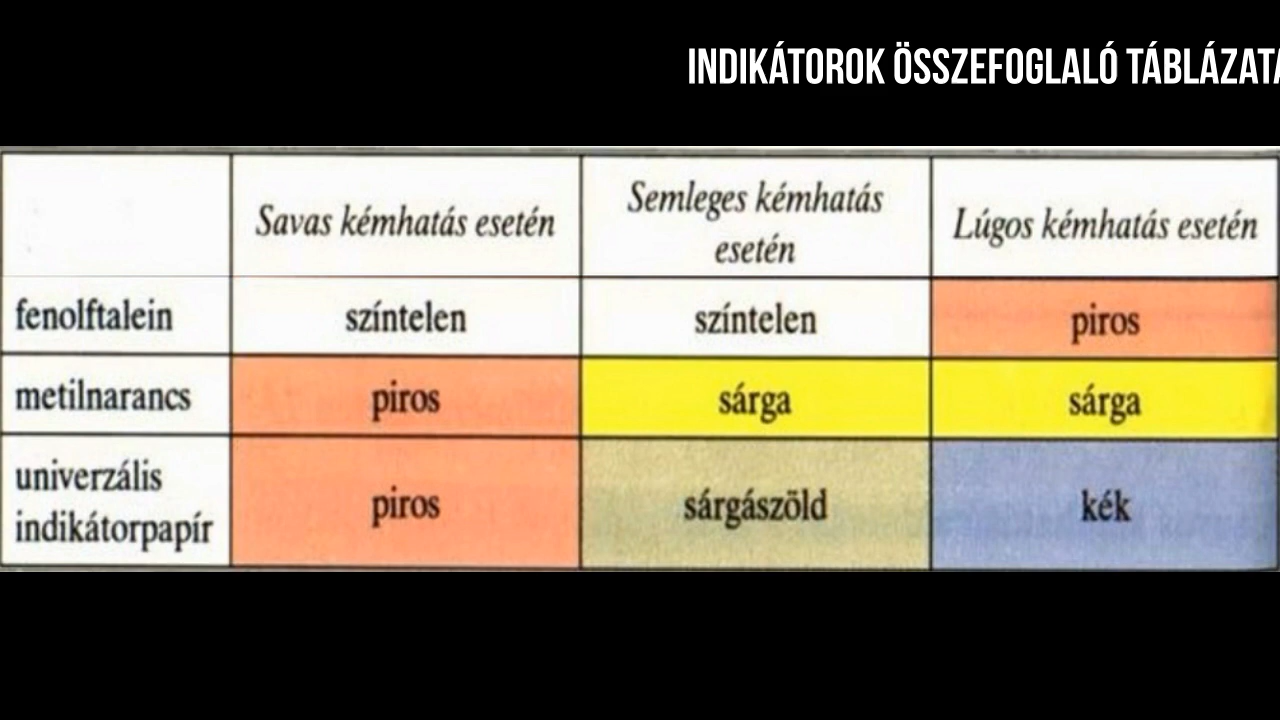 INDIKÁTOROK ÖSSZEFOGLALÓ TÁBLÁZATA
Savas kémhatás esetén
Semleges kémhatás
esetén
Lúgos kémhatás esetén
fenolftalein
színtelen
színtelen
piros
metilnarancs
piros
sárga
sárga
univerzális
indikátorpapír
piros
sárgászöld
kék